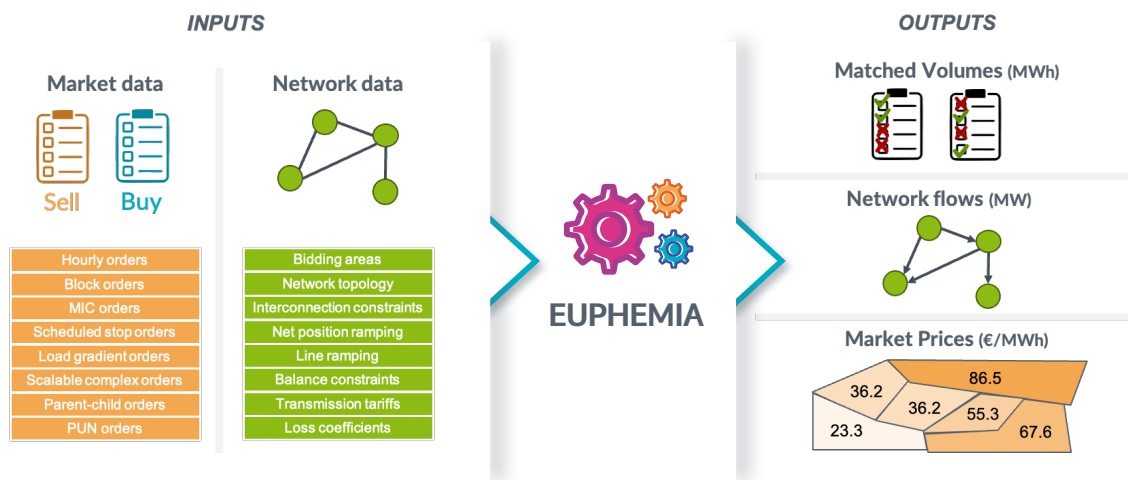 INPUTS
Market data
Sell
Buy
Hourly orders
Block orders
MIC orders
Scheduled stop orders
Load gradient orders
Scalable complex orders
Parent-child orders
PUN orders
Network data
Bidding areas
Network topology
Interconnection constraints
Net position ramping
Line ramping
Balance constraints
Transmission tariffs
Loss coefficients
EUPHEMIA
OUTPUTS
Matched Volumes (MWh)
Network flows (MW)
Market Prices (€/MWh)
86.5
36.2
36.2
55.3
23.3
67.6